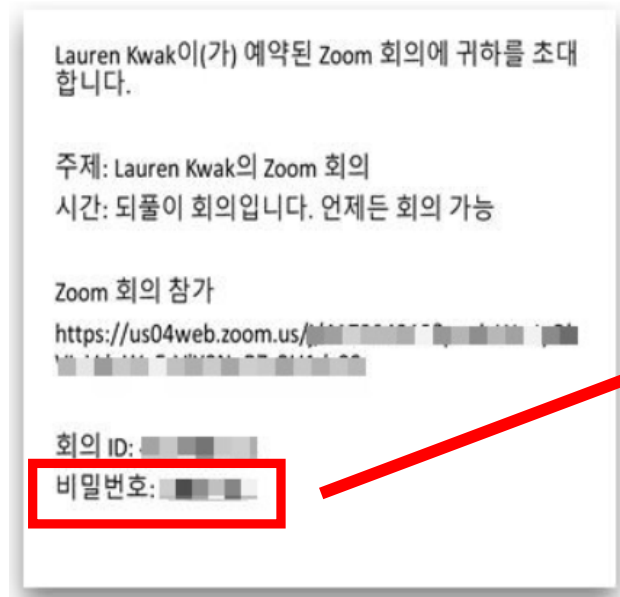 Lauren Kwak이(가) 예약된 Zoom 회의에 귀하를 초대
합니다.
주제: Lauren Kwak의 Zoom 회의
시간: 되풀이 회의입니다. 언제든 회의 가능
Zoom 회의 참가
https://us04web.zoom.us/
회의 ID:
비밀번호: